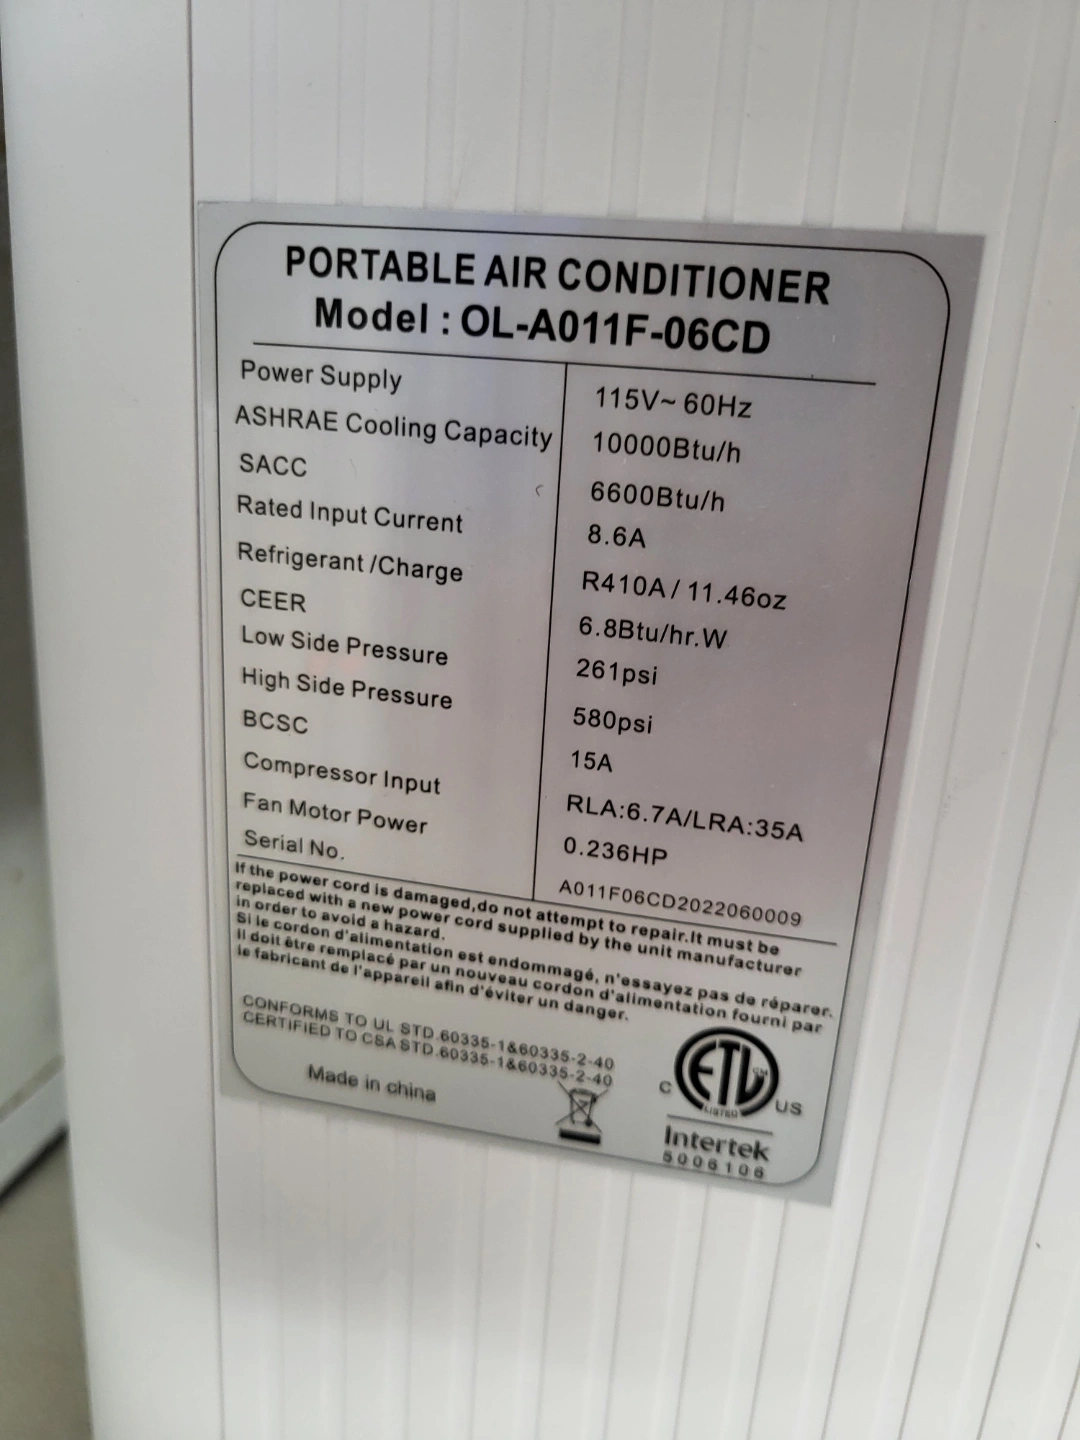 PORTABLE AIR CONDITIONER
Model : OL-A011F-06CD
Power Supply 115V~ 60Hz
ASHRAE Cooling Capacity 10000Btu/h
SACC 6600Btu/h
Rated Input Current 8.6A
Refrigerant /Charge R410A / 11.46oz
CEER 6.8Btu/hr.W
Low Side Pressure 261psi
High Side Pressure 580psi
BCSC 15A
Compressor Input RLA:6.7A/LRA:35A
Fan Motor Power 0.236HP
Serial No. A011F06CD2022060009
If the power cord is damaged,do not attempt to repair.It must be
replaced with a new power cord supplied by the unit manufacturer
in order to avoid a hazard.
Si le cordon d'alimentation est endommagé, n'essayez pas de réparer.
Il doit être remplacé par un nouveau cordon d'alimentation fourni par
le fabricant de l'appareil afin d'éviter un danger.
CONFORMS TO UL STD.60335-1&60335-2-40
CERTIFIED TO CSA STD.60335-1&60335-2-40
Made in china
C ETL CM US
LISTED
Intertek
5006106